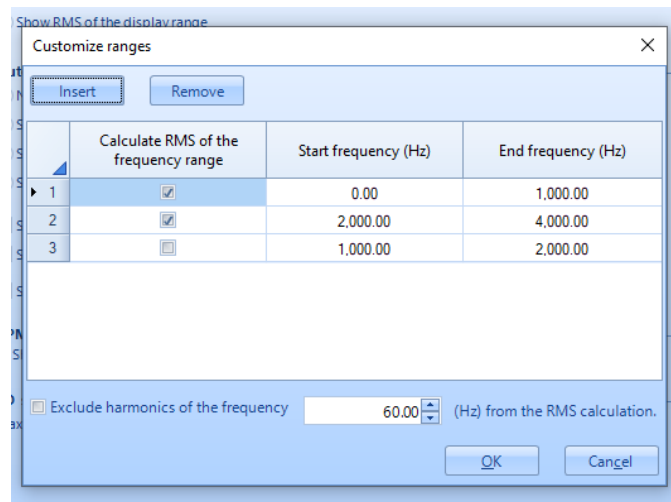 Show RMS of the display range
Customize ranges
Insert Remove
Calculate RMS of the
frequency range
Start frequency (Hz) End frequency (Hz)
1 0.00 1,000.00
2 2,000.00 4,000.00
3 1,000.00 2,000.00
Exclude harmonics of the frequency 60.00 (Hz) from the RMS calculation.
OK Cancel